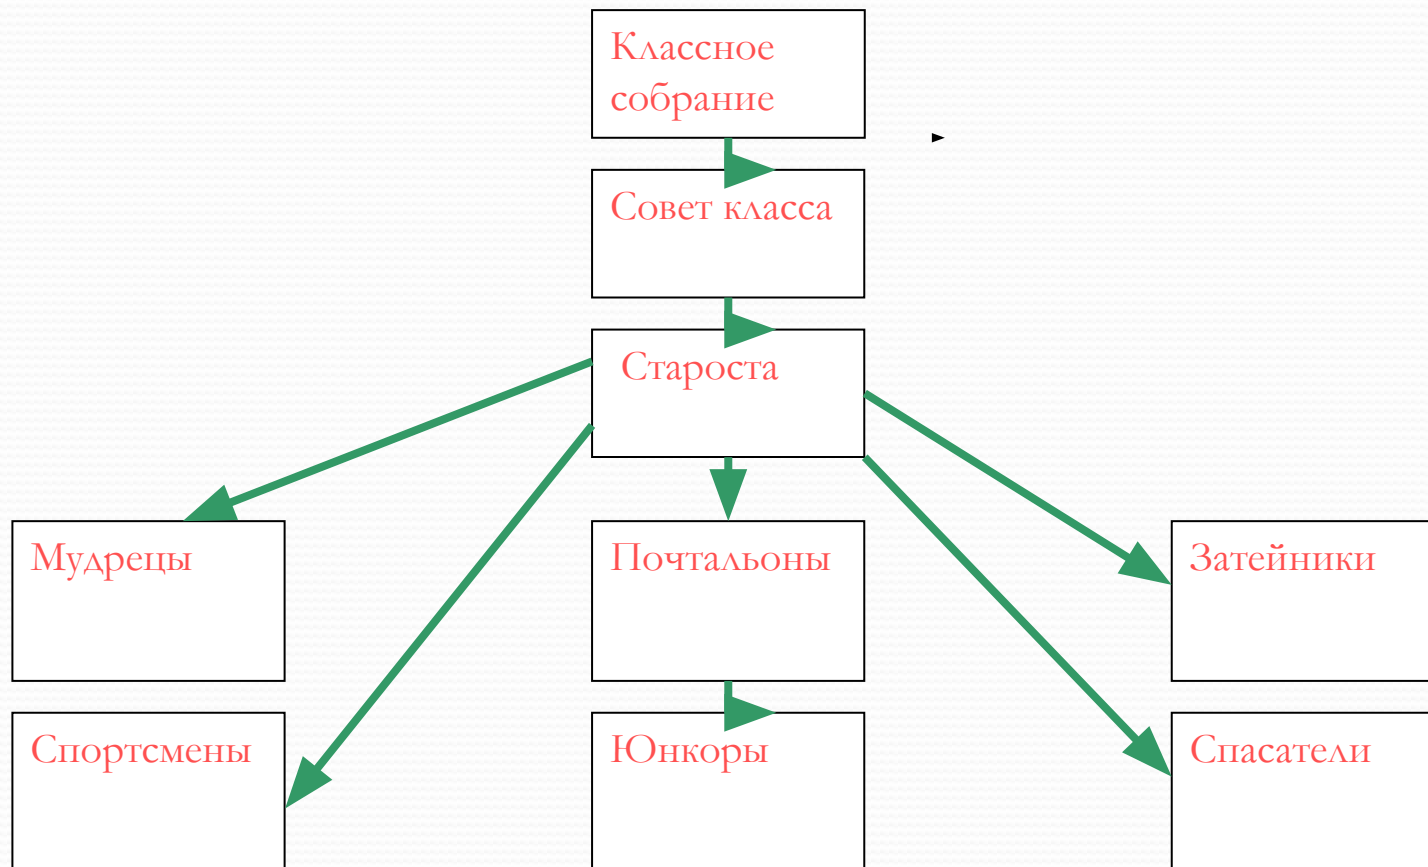 Классное
собрание
Совет класса
Староста
Мудрецы
Почтальоны
Затейники
Спортсмены
Юнкоры
Спасатели